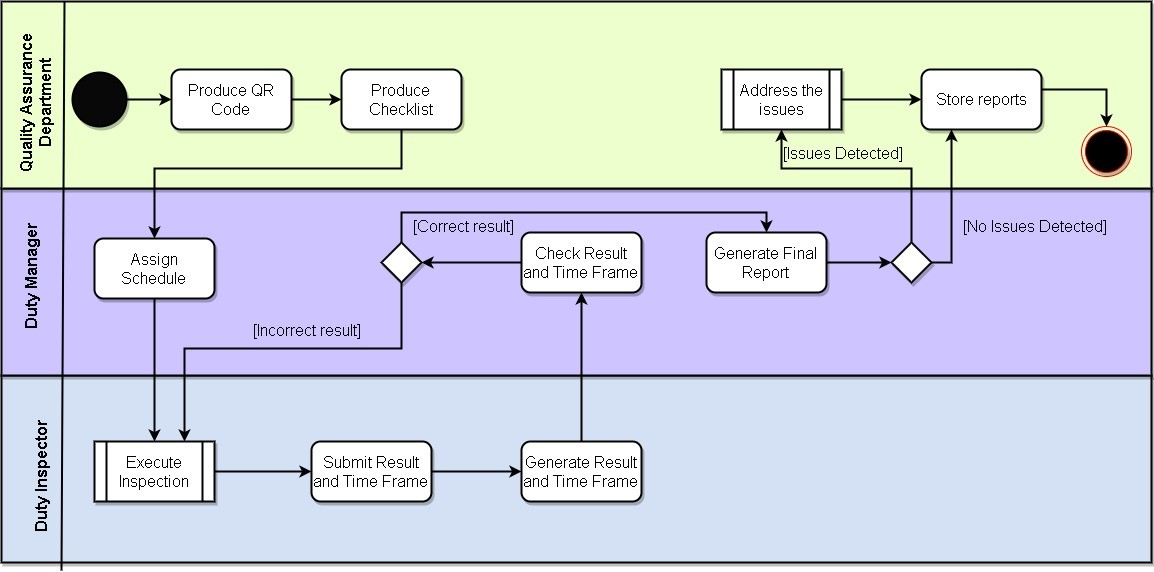 Quality Assurance
Department
Produce QR
Code
Produce
Checklist
Address the
issues
Store reports
[Issues Detected]
Duty Manager
Assign
Schedule
[Correct result]
[Incorrect result]
Check Result
and Time Frame
Generate Final
Report
[No Issues Detected]
Duty Inspector
Execute
Inspection
Submit Result
and Time Frame
Generate Result
and Time Frame